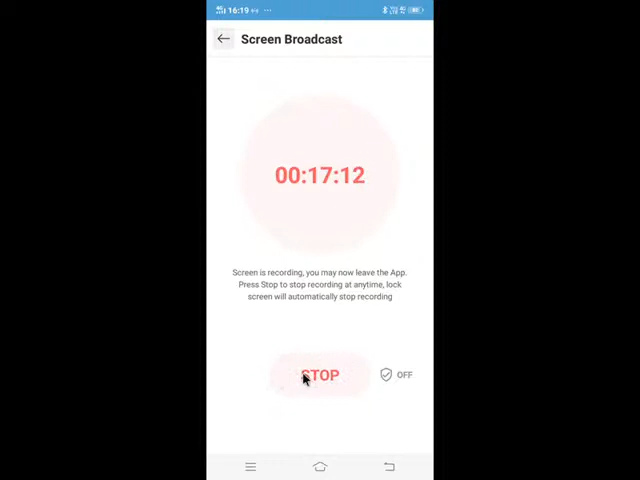 16:19
Screen Broadcast
00:17:12
Screen is recording, you may now leave the App.
Press Stop to stop recording at anytime, lock
screen will automatically stop recording
STOP
OFF